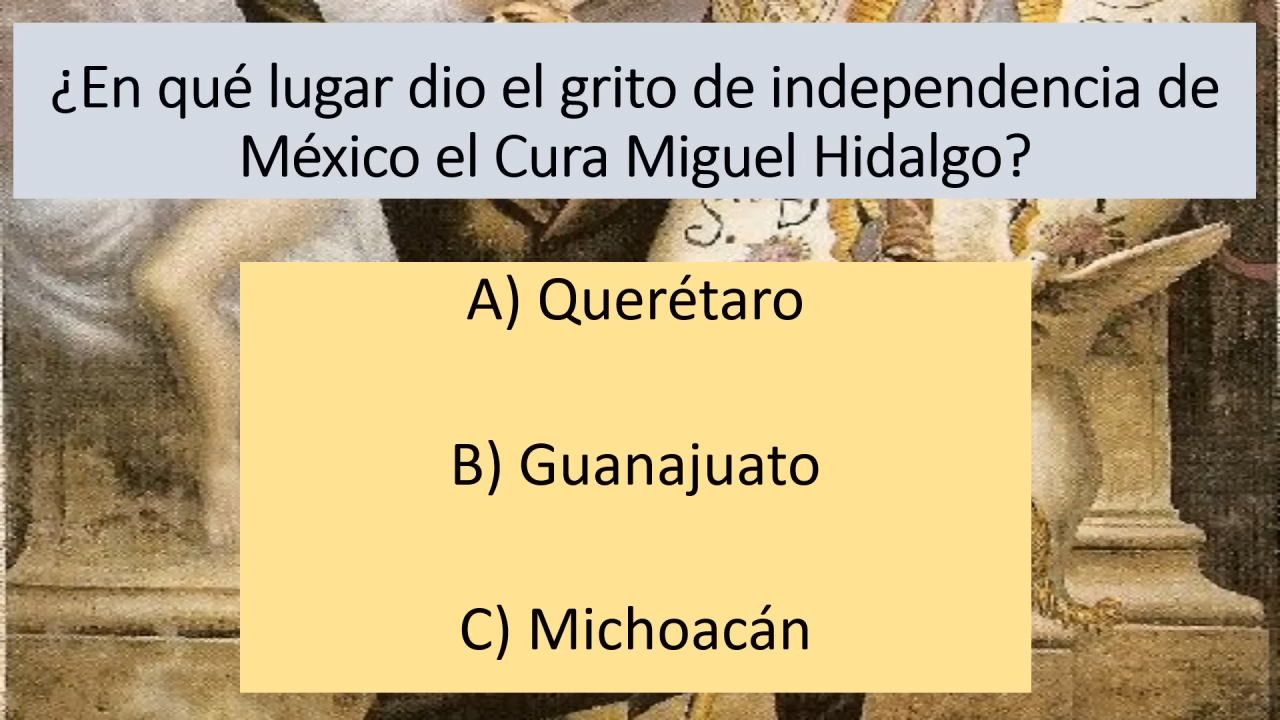 ¿En qué lugar dio el grito de independencia de
México el Cura Miguel Hidalgo?
S. D
A) Querétaro
B) Guanajuato
C) Michoacán